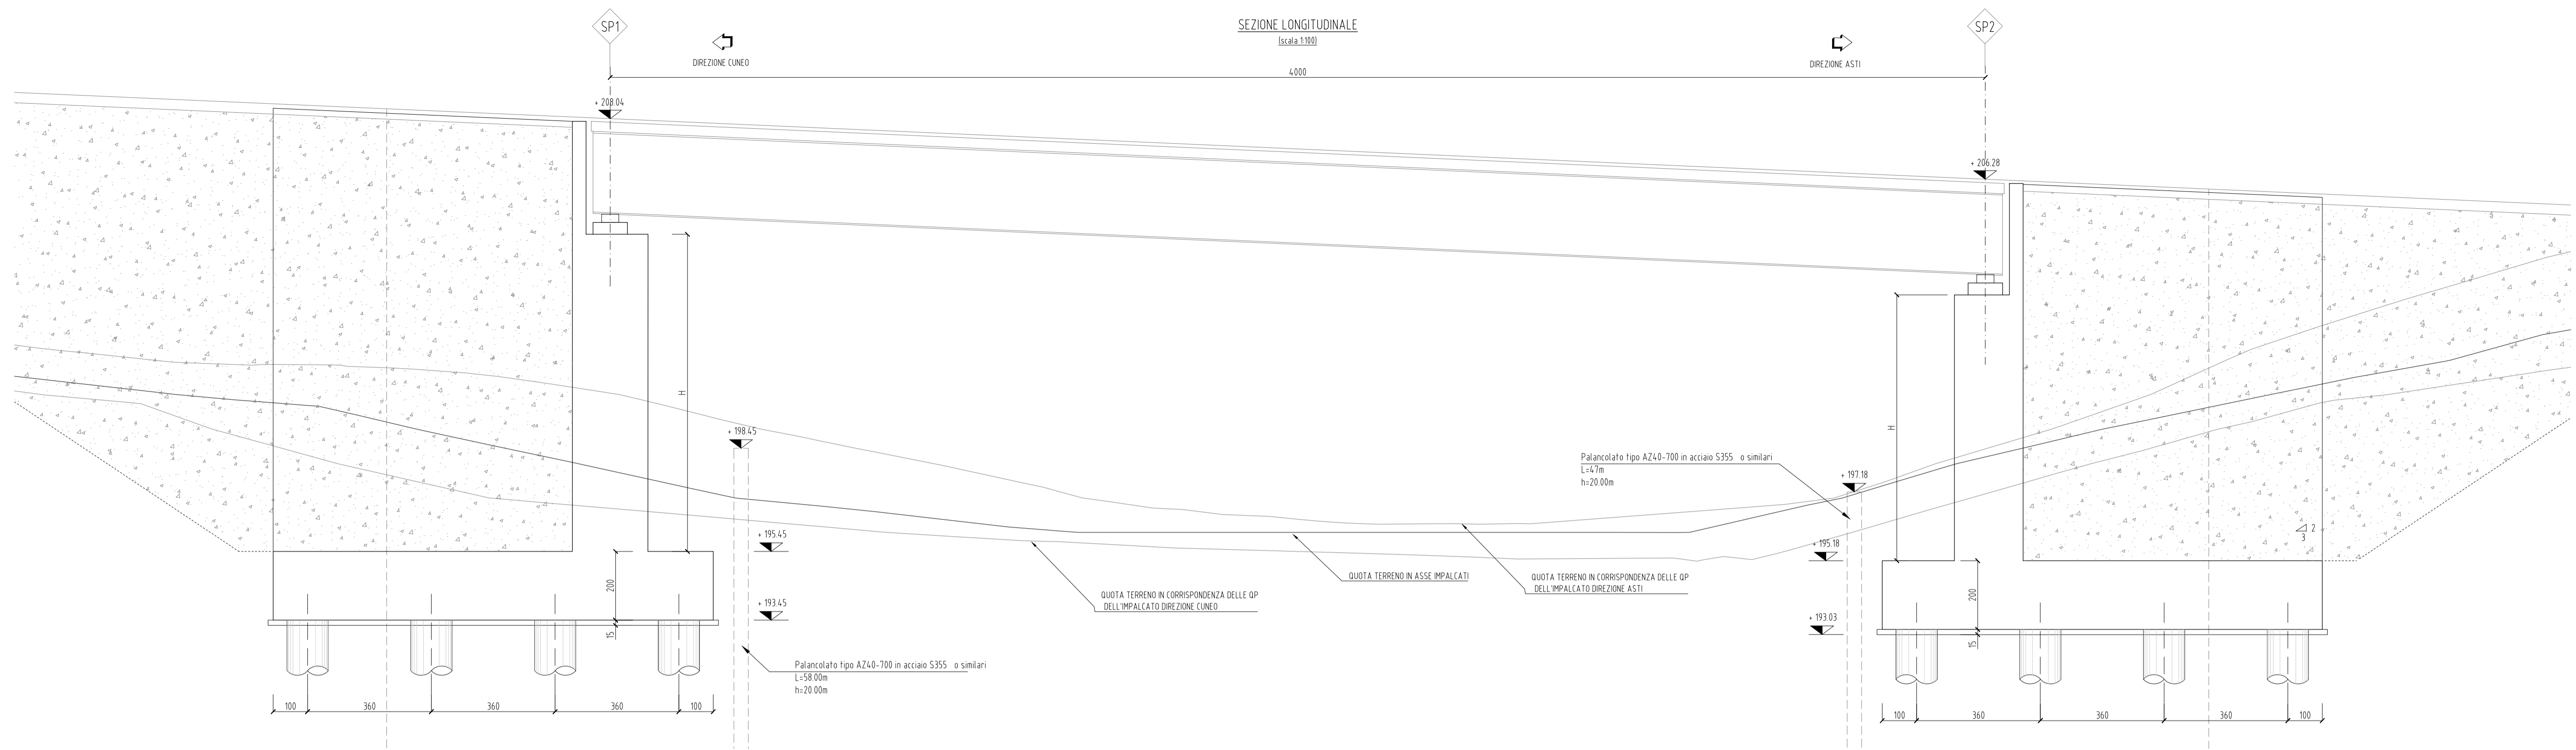 SP1
SEZIONE LONGITUDINALE
(scala 1:100)
SP2
DIREZIONE CUNEO
DIREZIONE ASTI
4000
+ 208.04
+ 206.28
H
H
+ 198.45
Palancolato tipo AZ40-700 in acciaio S355 o similari
L=47m
h=20.00m
+ 197.18
2
3
+ 195.45
+ 195.18
200
QUOTA TERRENO IN CORRISPONDENZA DELLE QP
DELL'IMPALCATO DIREZIONE CUNEO
QUOTA TERRENO IN ASSE IMPALCATI
QUOTA TERRENO IN CORRISPONDENZA DELLE QP
DELL'IMPALCATO DIREZIONE ASTI
200
+ 193.45
+ 193.03
15
15
Palancolato tipo AZ40-700 in acciaio S355 o similari
L=58.00m
h=20.00m
100 360 360 360 100
100 360 360 360 100